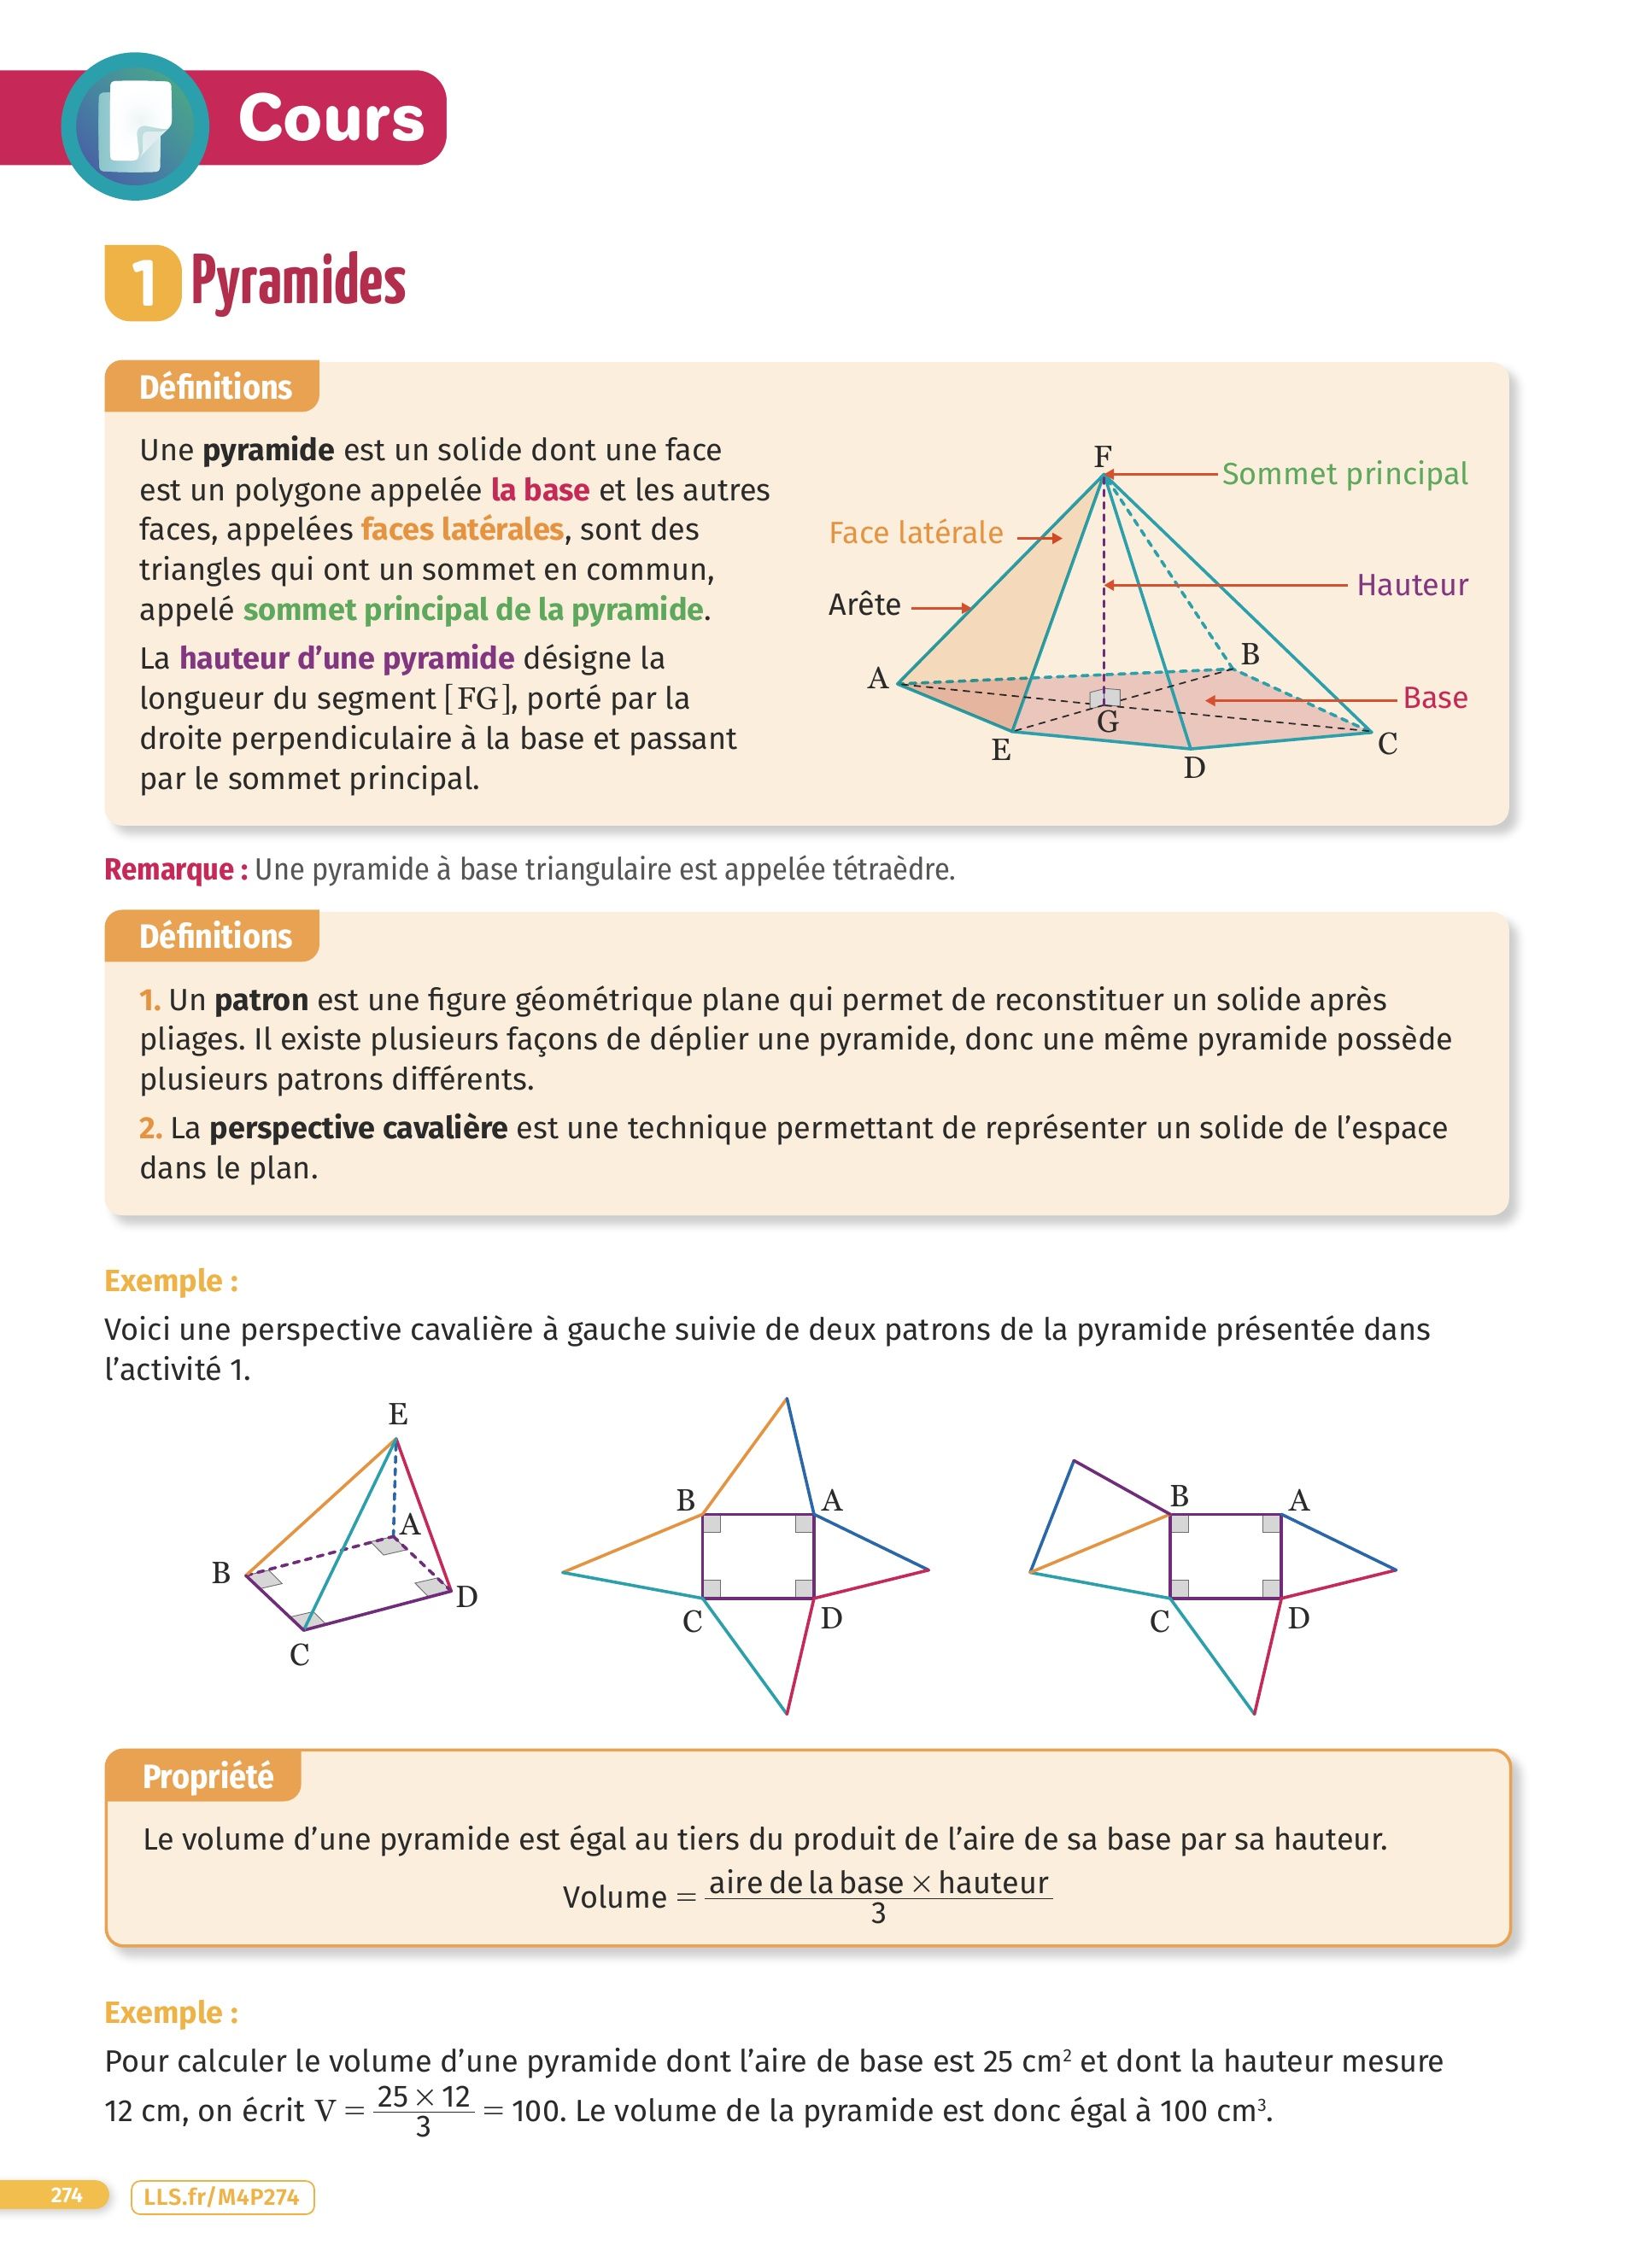 Cours
1 Pyramides
Définitions
Une pyramide est un solide dont une face
est un polygone appelée la base et les autres
faces, appelées faces latérales, sont des
triangles qui ont un sommet en commun,
appelé sommet principal de la pyramide.
La hauteur d’une pyramide désigne la
longueur du segment [FG], porté par la
droite perpendiculaire à la base et passant
par le sommet principal.
F
Sommet principal
Face latérale
Hauteur
Arête
B
A
Base
G
E
C
D
Remarque : Une pyramide à base triangulaire est appelée tétraèdre.
Définitions
1. Un patron est une figure géométrique plane qui permet de reconstituer un solide après
pliages. Il existe plusieurs façons de déplier une pyramide, donc une même pyramide possède
plusieurs patrons différents.
2. La perspective cavalière est une technique permettant de représenter un solide de l’espace
dans le plan.
Exemple :
Voici une perspective cavalière à gauche suivie de deux patrons de la pyramide présentée dans
l’activité 1.
E
A
B
D
C
B
A
C
D
B
A
C
D
Propriété
Le volume d’une pyramide est égal au tiers du produit de l’aire de sa base par sa hauteur.
Volume = aire de la base × hauteur / 3
Exemple :
Pour calculer le volume d’une pyramide dont l’aire de base est 25 cm² et dont la hauteur mesure
12 cm, on écrit V = 25 × 12 / 3 = 100. Le volume de la pyramide est donc égal à 100 cm³.
274
LLS.fr/M4P274